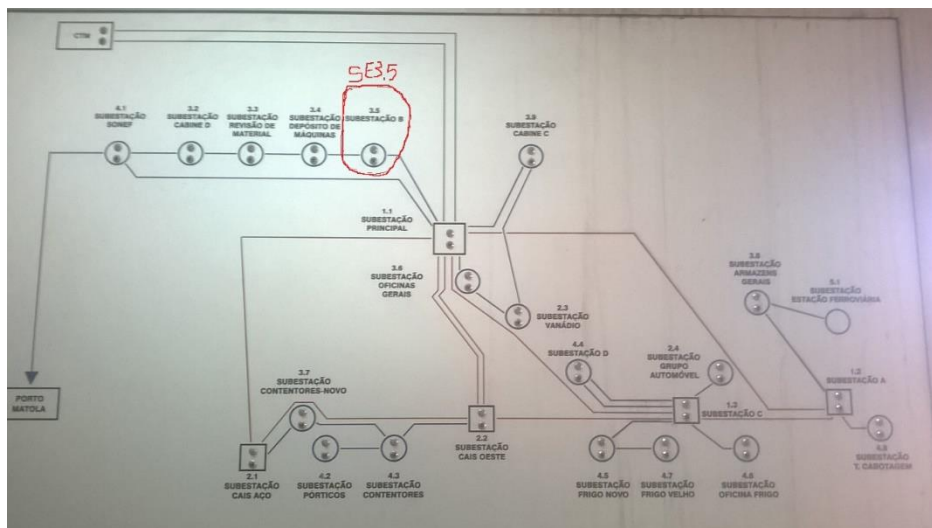 CTM
SE3.5
4.1
SUBESTAÇÃO
SONEF
3.2
SUBESTAÇÃO
CABINE D
3.3
SUBESTAÇÃO
REVISÃO DE
MATERIAL
3.4
SUBESTAÇÃO
DEPÓSITO DE
MÁQUINAS
3.5
SUBESTAÇÃO B
3.9
SUBESTAÇÃO
CABINE C
1.1
SUBESTAÇÃO
PRINCIPAL
3.6
SUBESTAÇÃO
OFICINAS
GERAIS
2.3
SUBESTAÇÃO
VANÁDIO
3.8
SUBESTAÇÃO
ARMAZENS
GERAIS
5.1
SUBESTAÇÃO
ESTAÇÃO FERROVIÁRIA
4.4
SUBESTAÇÃO D
SUBESTAÇÃO
GRUPO
AUTOMÓVEL
1.2
SUBESTAÇÃO A
PORTO
MATOLA
3.7
SUBESTAÇÃO
CONTENTORES-NOVO
1.3
SUBESTAÇÃO C
2.1
SUBESTAÇÃO
CAIS AÇO
4.2
SUBESTAÇÃO
PÓRTICOS
4.3
SUBESTAÇÃO
CONTENTORES
2.2
SUBESTAÇÃO
CAIS OESTE
4.5
SUBESTAÇÃO
FRIGO NOVO
4.7
SUBESTAÇÃO
FRIGO VELHO
4.6
SUBESTAÇÃO
OFICINA FRIGO
SUBESTAÇÃO
T. CABOTAGEM